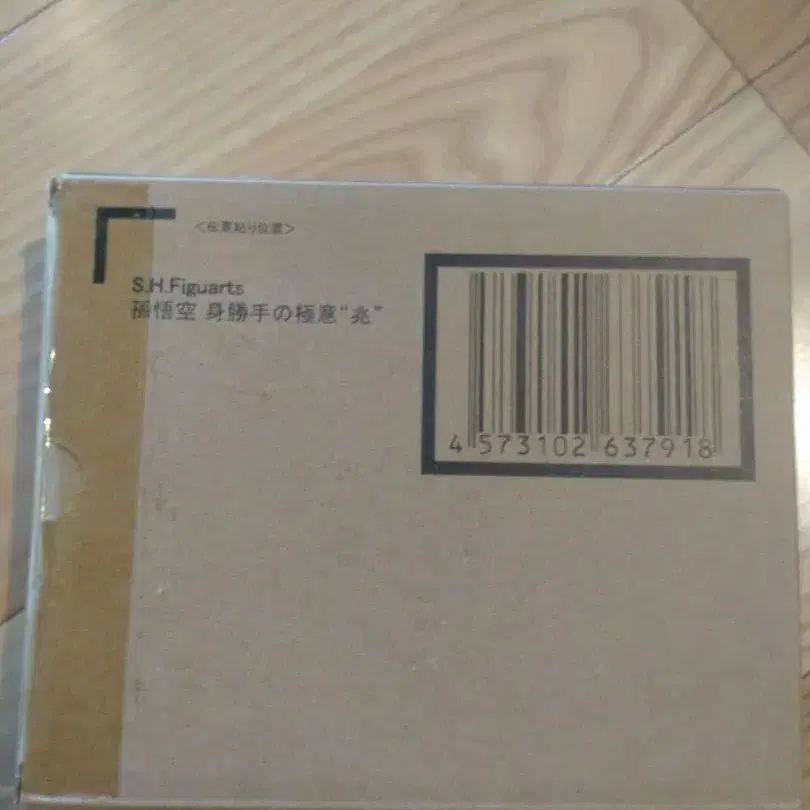 <伝票貼り位置>
S.H.Figuarts
孫悟空 身勝手の極意“兆”
4 573102 637918